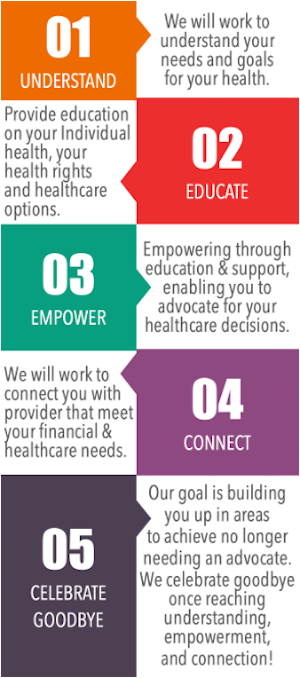 01
UNDERSTAND
We will work to
understand your
needs and goals
for your health.
Provide education
on your Individual
health, your
health rights
and healthcare
options.
02
EDUCATE
03
EMPOWER
Empowering through
education & support,
enabling you to
advocate for your
healthcare decisions.
We will work to
connect you with
provider that meet
your financial &
healthcare needs.
04
CONNECT
05
CELEBRATE
GOODBYE
Our goal is building
you up in areas
to achieve no longer
needing an advocate.
We celebrate goodbye
once reaching
understanding,
empowerment,
and connection!